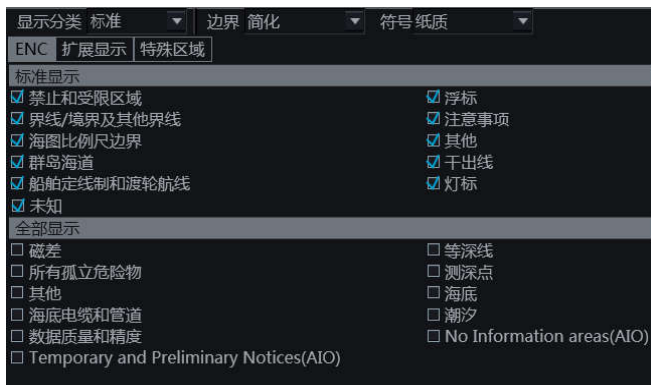 显示分类 标准 边界 简化 符号 纸质
ENC 扩展显示 特殊区域
标准显示
禁止和受限区域 浮标
界线/境界及其他界线 注意事项
海图比例尺边界 其他
群岛海道 干出线
船舶定线制和渡轮航线 灯标
未知
全部显示
磁差 等深线
所有孤立危险物 测深点
其他 海底
海底电缆和管道 潮汐
数据质量和精度 No Information areas(AIO)
Temporary and Preliminary Notices(AIO)